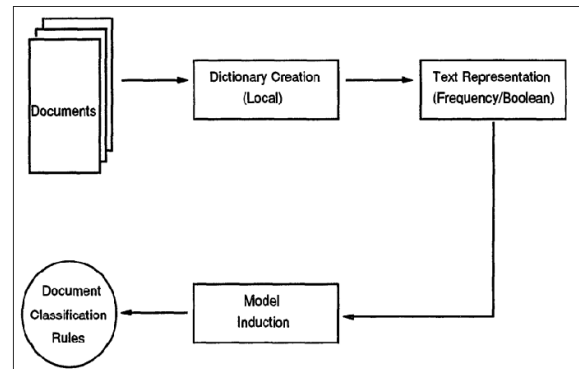 Documents
Dictionary Creation
(Local)
Text Representation
(Frequency/Boolean)
Document
Classification
Rules
Model
Induction